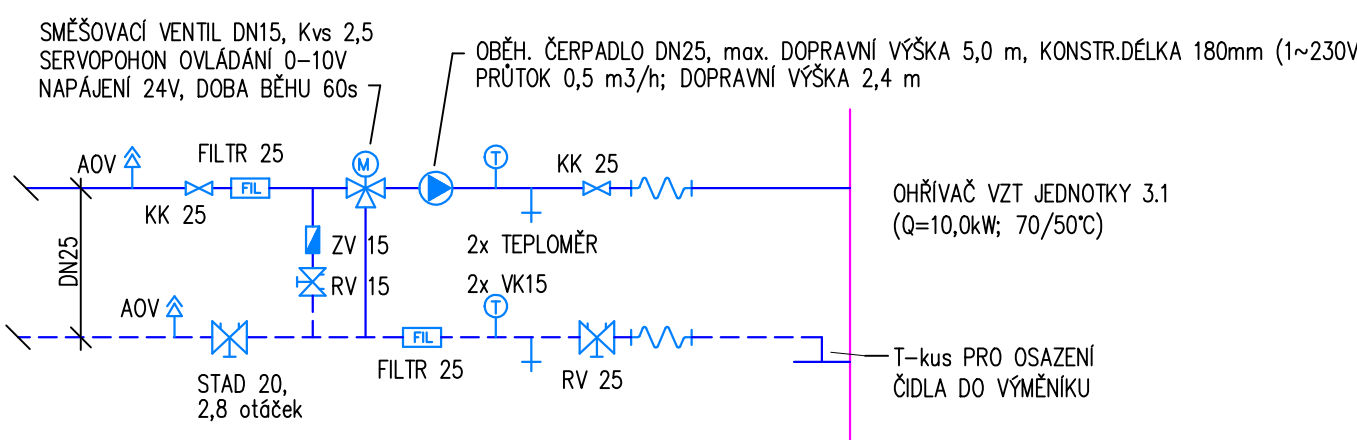 SMĚŠOVACÍ VENTIL DN15, Kvs 2,5
SERVOPOHON OVLÁDÁNÍ 0-10V
NAPÁJENÍ 24V, DOBA BĚHU 60s
OBĚH. ČERPADLO DN25, max. DOPRAVNÍ VÝŠKA 5,0 m, KONSTR.DÉLKA 180mm (1~230V
PRŮTOK 0,5 m3/h; DOPRAVNÍ VÝŠKA 2,4 m
AOV
FILTR 25
M
T
KK 25
FIL
KK 25
OHŘÍVAČ VZT JEDNOTKY 3.1
(Q=10,0kW; 70/50°C)
DN25
ZV 15
2x TEPLOMĚR
RV 15
2x VK15
AOV
T
FIL
FILTR 25
RV 25
STAD 20,
2,8 otáček
T-kus PRO OSAZENÍ
ČIDLA DO VÝMĚNÍKU